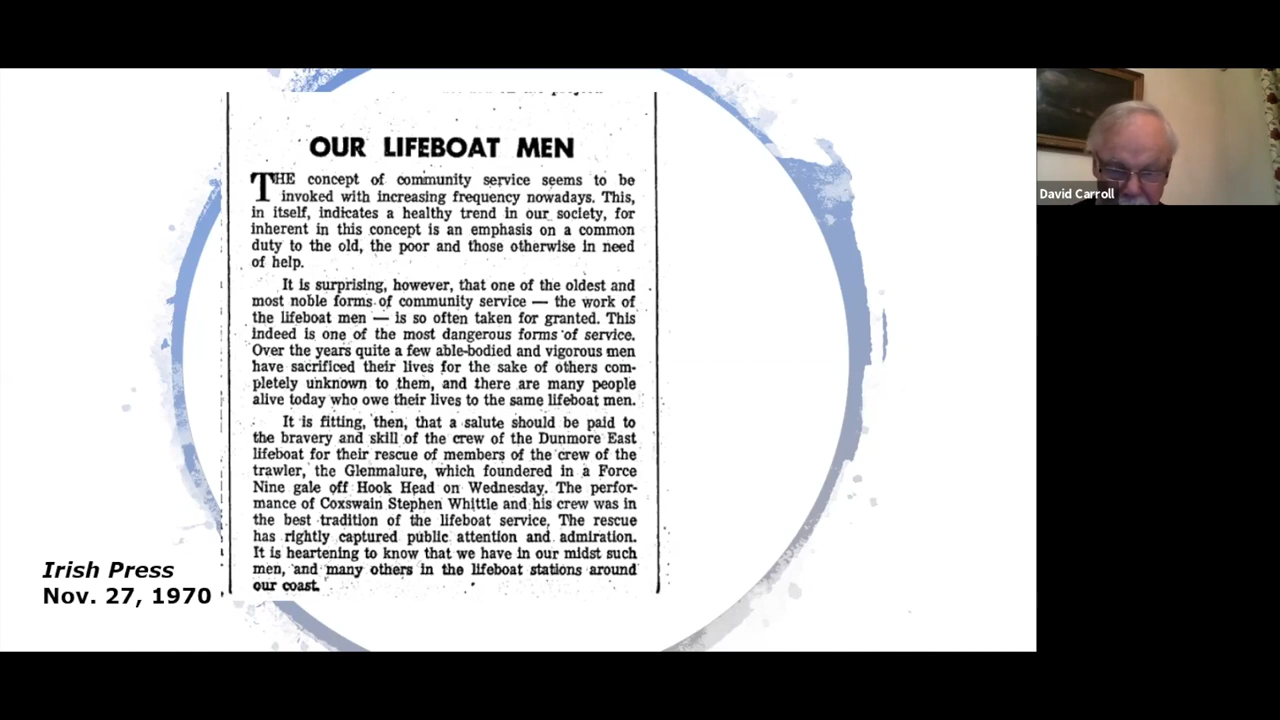 OUR LIFEBOAT MEN
THE concept of community service seems to be
invoked with increasing frequency nowadays. This,
in itself, indicates a healthy trend in our society, for
inherent in this concept is an emphasis on a common
duty to the old, the poor and those otherwise in need
of help.
It is surprising, however, that one of the oldest and
most noble forms of community service — the work of
the lifeboat men — is so often taken for granted. This
indeed is one of the most dangerous forms of service.
Over the years quite a few able-bodied and vigorous men
have sacrificed their lives for the sake of others com-
pletely unknown to them, and there are many people
alive today who owe their lives to the same lifeboat men.
It is fitting, then, that a salute should be paid to
the bravery and skill of the crew of the Dunmore East
lifeboat for their rescue of members of the crew of the
trawler, the Glenmalure, which foundered in a Force
Nine gale off Hook Head on Wednesday. The perfor-
mance of Coxswain Stephen Whittle and his crew was in
the best tradition of the lifeboat service. The rescue
has rightly captured public attention and admiration.
It is heartening to know that we have in our midst such
men, and many others in the lifeboat stations around
our coast.
Irish Press
Nov. 27, 1970
David Carroll